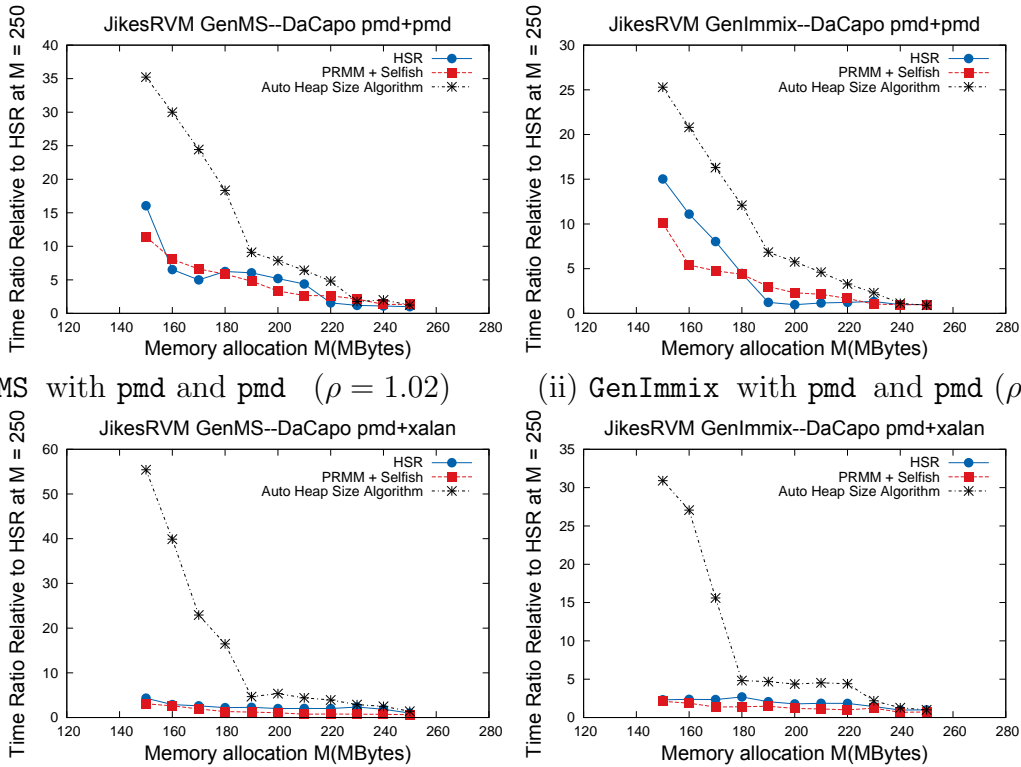 JikesRVM GenMS--DaCapo pmd+pmd
Time Ratio Relative to HSR at M = 250
40
35
30
25
20
15
10
5
0
HSR
PRMM + Selfish
Auto Heap Size Algorithm
120 140 160 180 200 220 240 260 280
Memory allocation M(MBytes)
JikesRVM GenImmix--DaCapo pmd+pmd
Time Ratio Relative to HSR at M = 250
30
25
20
15
10
5
0
HSR
PRMM + Selfish
Auto Heap Size Algorithm
120 140 160 180 200 220 240 260 280
Memory allocation M(MBytes)
MS with pmd and pmd (ρ = 1.02)
(ii) GenImmix with pmd and pmd (ρ
JikesRVM GenMS--DaCapo pmd+xalan
Time Ratio Relative to HSR at M = 250
60
50
40
30
20
10
0
HSR
PRMM + Selfish
Auto Heap Size Algorithm
120 140 160 180 200 220 240 260 280
Memory allocation M(MBytes)
JikesRVM GenImmix--DaCapo pmd+xalan
Time Ratio Relative to HSR at M = 250
35
30
25
20
15
10
5
0
HSR
PRMM + Selfish
Auto Heap Size Algorithm
120 140 160 180 200 220 240 260 280
Memory allocation M(MBytes)